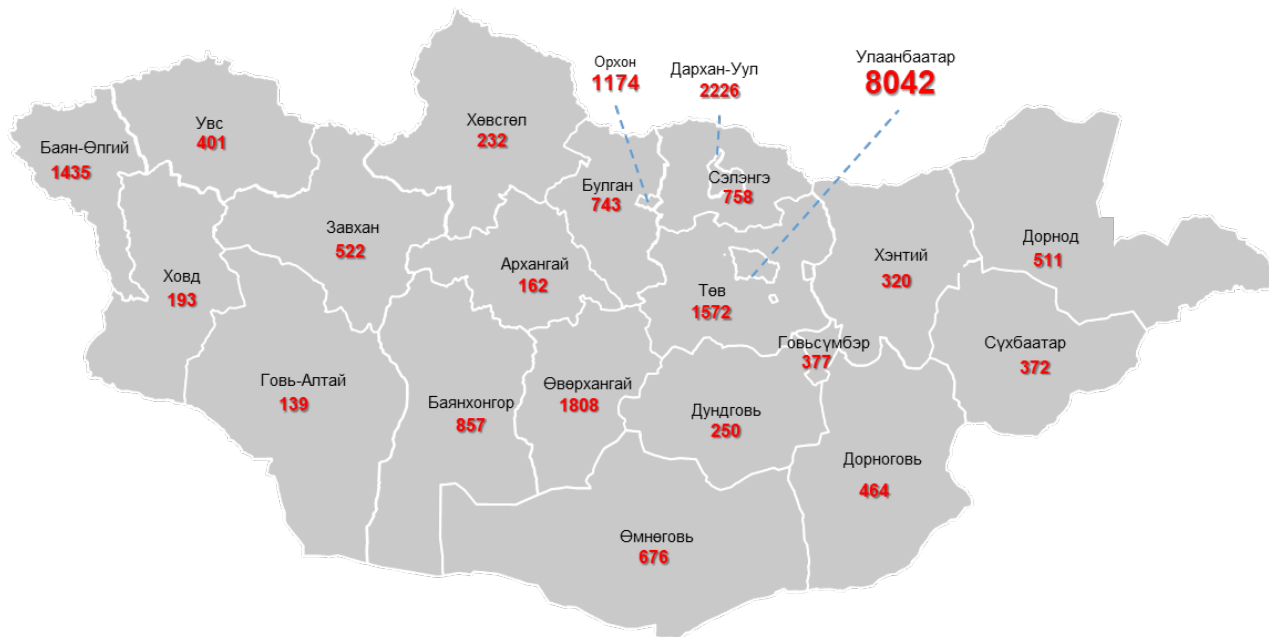 Улаанбаатар
8042
Орхон
1174
Дархан-Уул
2226
Увс
401
Хөвсгөл
232
Баян-Өлгий
1435
Булган
743
Сэлэнгэ
758
Завхан
522
Дорнод
511
Хэнтий
320
Архангай
162
Ховд
193
Төв
1572
Говьсүмбэр
377
Сүхбаатар
372
Говь-Алтай
139
Өвөрхангай
1808
Баянхонгор
857
Дундговь
250
Дорноговь
464
Өмнөговь
676